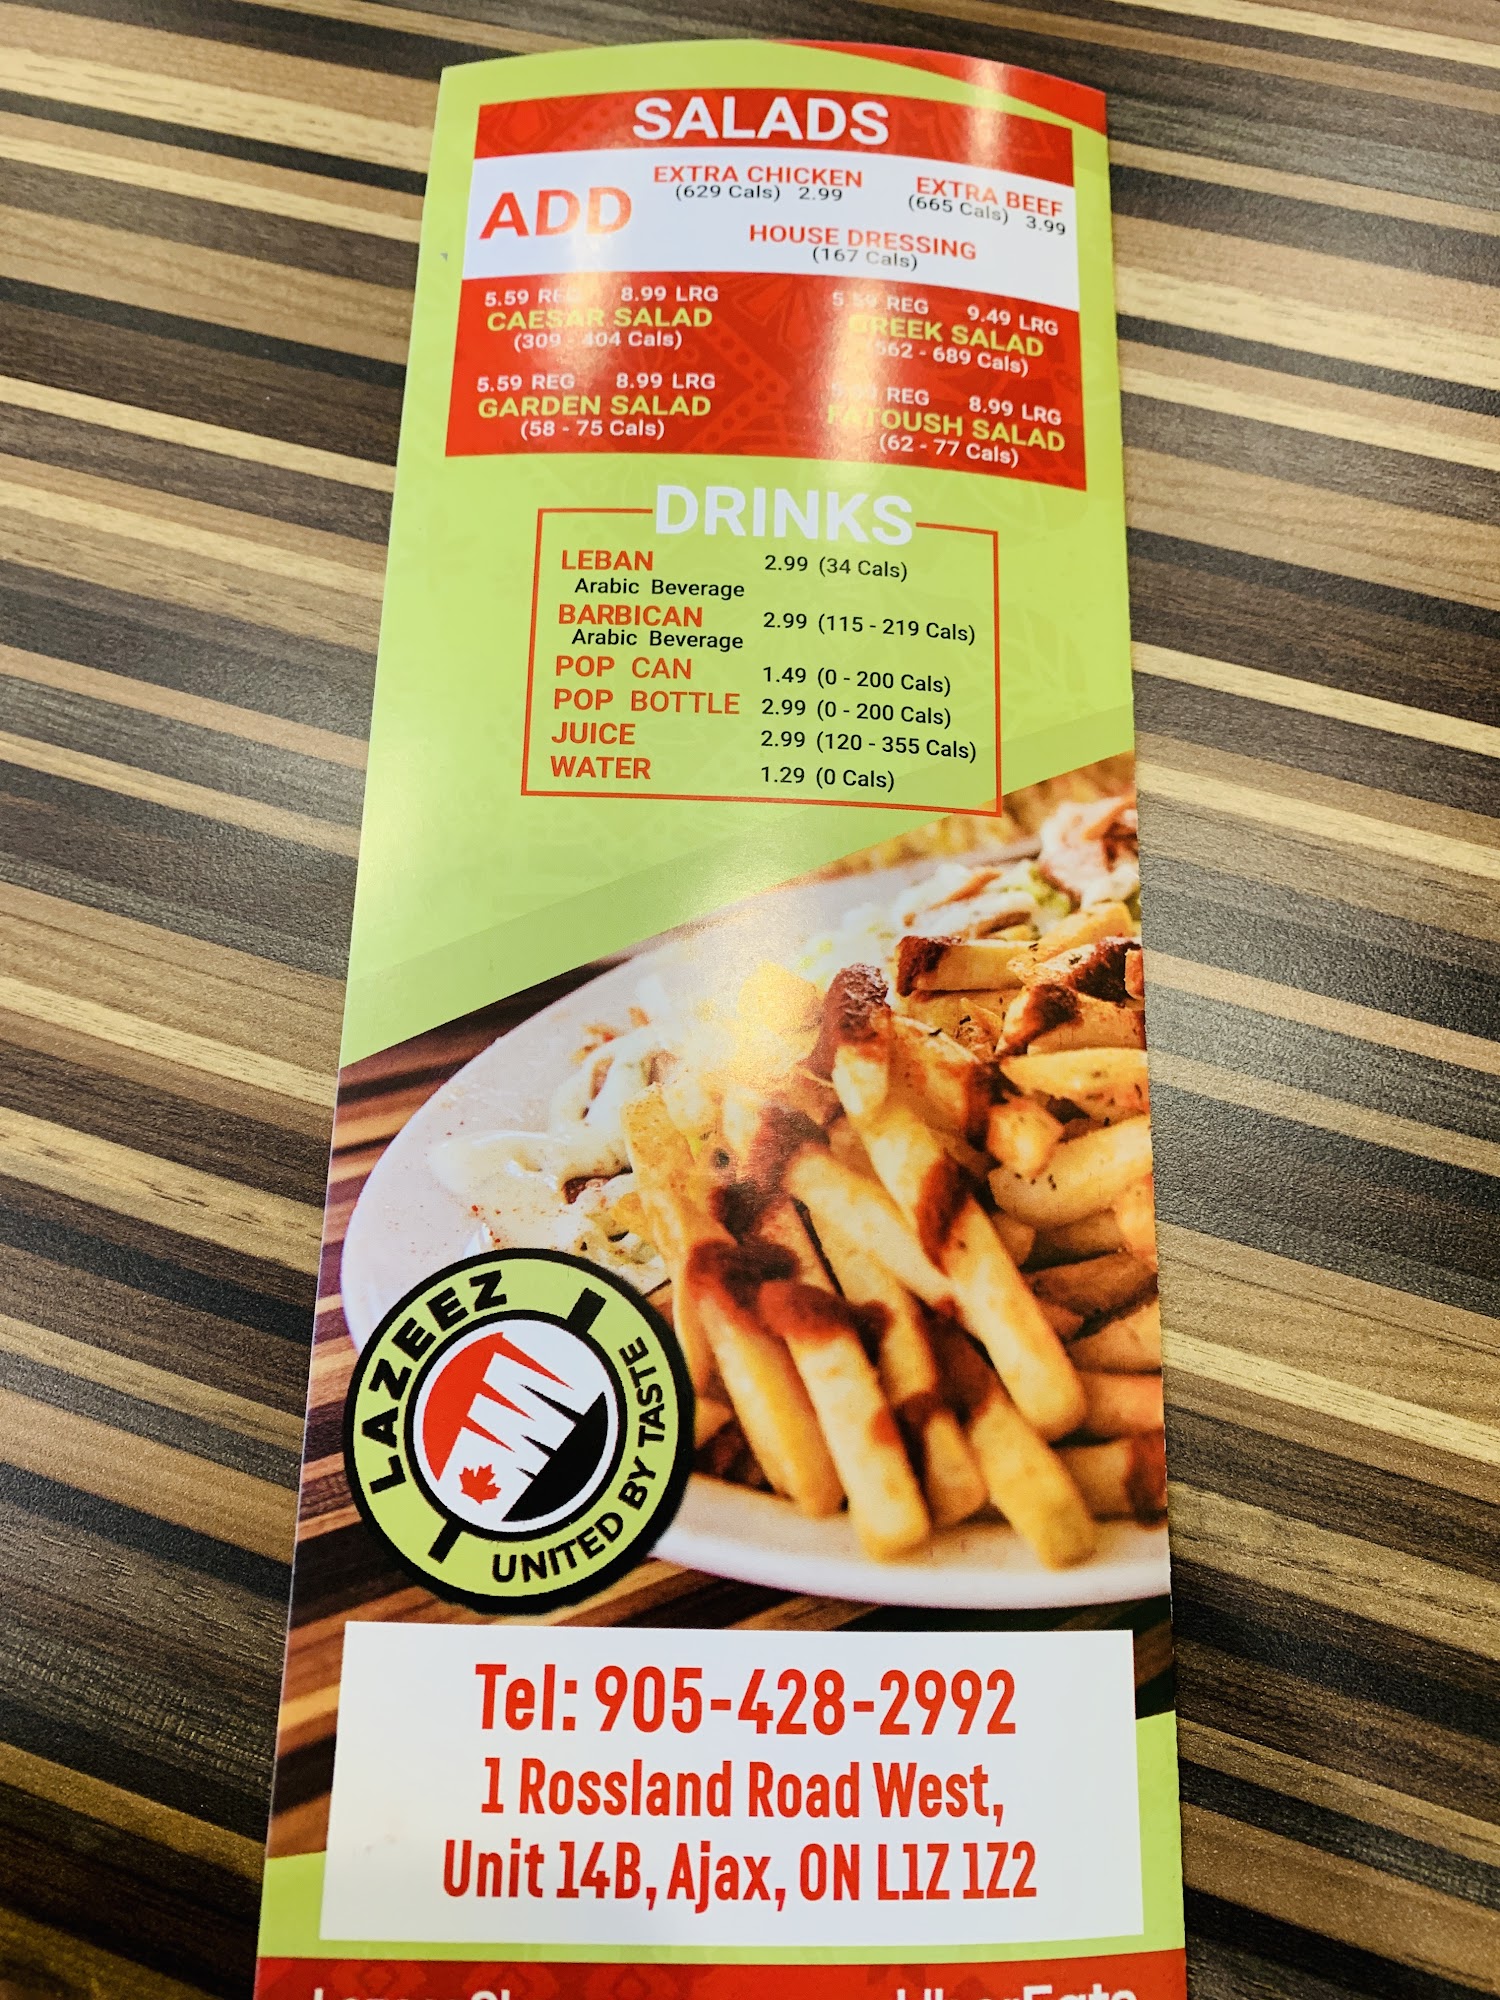 SALADS
ADD
EXTRA CHICKEN
(629 Cals) 2.99
EXTRA BEEF
(665 Cals) 3.99
HOUSE DRESSING
(167 Cals)
5.59 REG 8.99 LRG
CAESAR SALAD
(309 - 404 Cals)
REG 9.49 LRG
GREEK SALAD
- 689 Cals)
5.59 REG 8.99 LRG
GARDEN SALAD
(58 - 75 Cals)
REG 8.99 LRG
FATOUSH SALAD
(62 - 77 Cals)
DRINKS
LEBAN 2.99 (34 Cals)
Arabic Beverage
BARBICAN 2.99 (115 - 219 Cals)
Arabic Beverage
POP CAN 1.49 (0 - 200 Cals)
POP BOTTLE 2.99 (0 - 200 Cals)
JUICE 2.99 (120 - 355 Cals)
WATER 1.29 (0 Cals)
LAZEEZ
UNITED BY TASTE
Tel: 905-428-2992
1 Rossland Road West,
Unit 14B, Ajax, ON L1Z 1Z2
UberEats